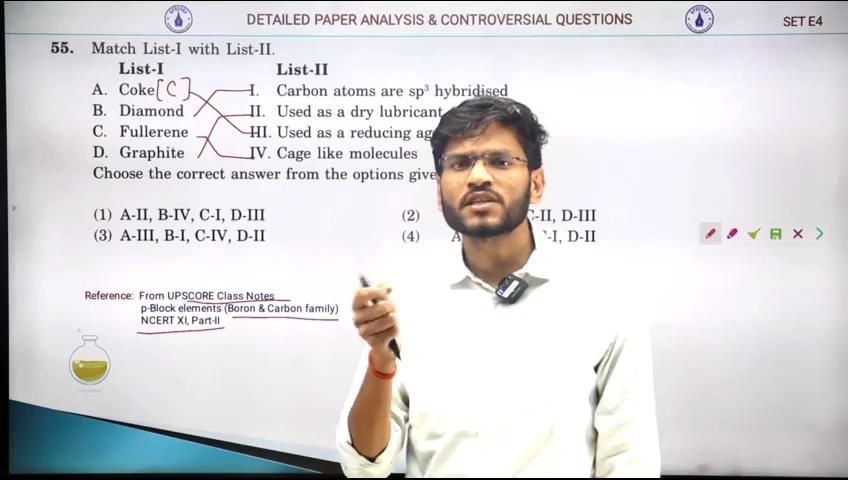 DETAILED PAPER ANALYSIS & CONTROVERSIAL QUESTIONS
SET E4
55. Match List-I with List-II.
List-I List-II
A. Coke [C] I. Carbon atoms are sp³ hybridised
B. Diamond II. Used as a dry lubricant
C. Fullerene III. Used as a reducing ag
D. Graphite IV. Cage like molecules
Choose the correct answer from the options give
(1) A-II, B-IV, C-I, D-III (2) C-II, D-III
(3) A-III, B-I, C-IV, D-II (4) A -I, D-II
Reference: From UPSCORE Class Notes
p-Block elements (Boron & Carbon family)
NCERT XI, Part-II